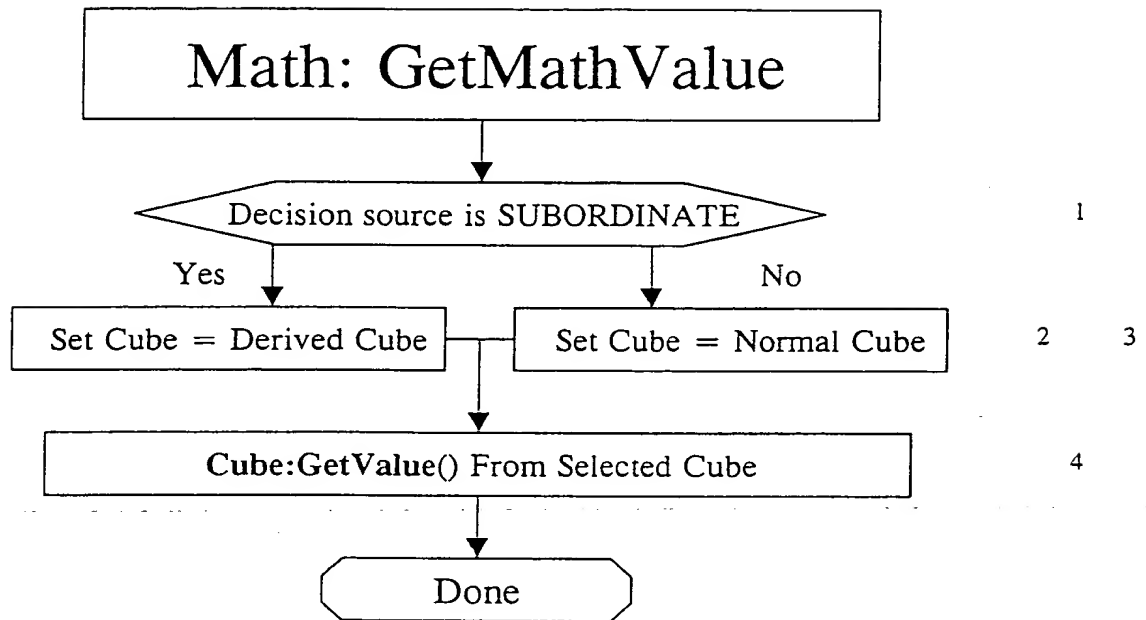 Math: GetMathValue
Decision source is SUBORDINATE 1
Yes No
Set Cube = Derived Cube Set Cube = Normal Cube 2 3
Cube:GetValue() From Selected Cube 4
Done